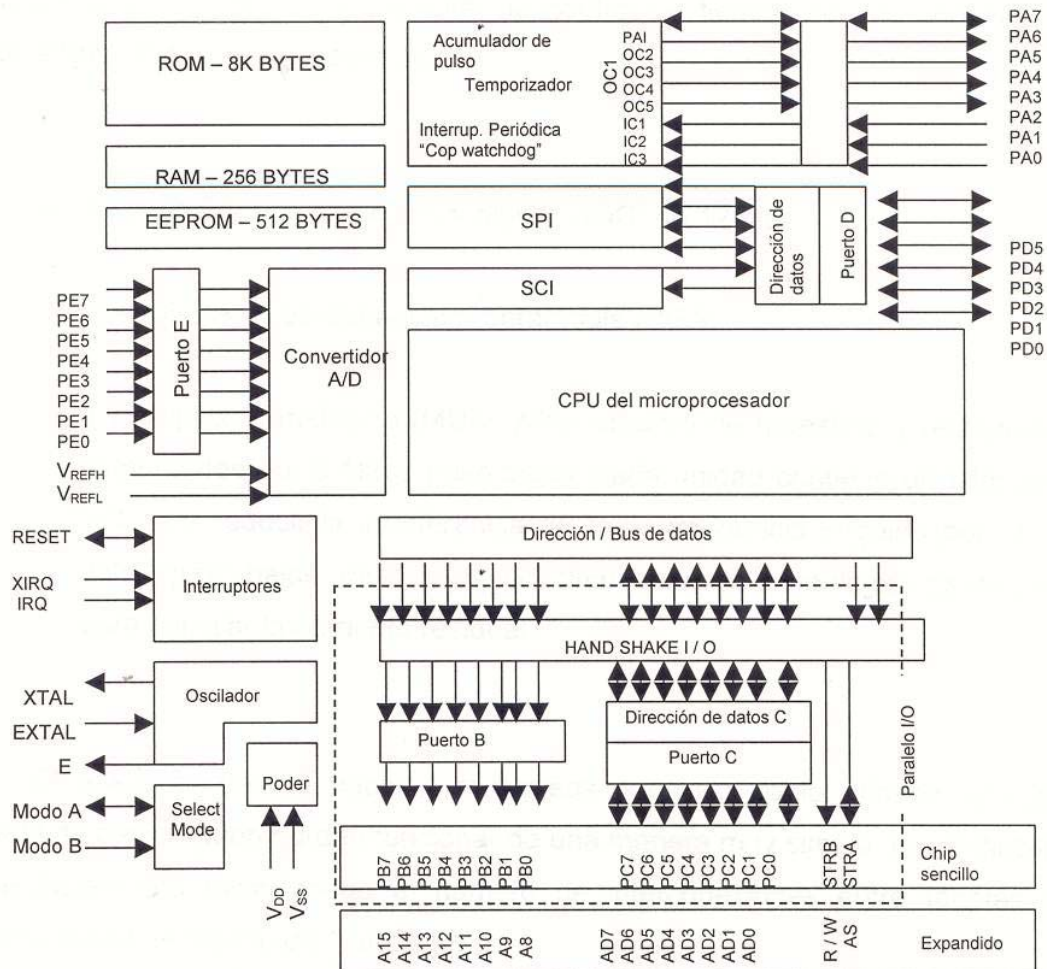 ROM – 8K BYTES
RAM – 256 BYTES
EEPROM – 512 BYTES
Acumulador de
pulso
Temporizador
Interrup. Periódica
“Cop watchdog”
OC1
PAI
OC2
OC3
OC4
OC5
IC1
IC2
IC3
PA7
PA6
PA5
PA4
PA3
PA2
PA1
PA0
SPI
SCI
Dirección de
datos
Puerto D
PD5
PD4
PD3
PD2
PD1
PD0
PE7
PE6
PE5
PE4
PE3
PE2
PE1
PE0
Puerto E
Convertidor
A/D
VREFH
VREFL
CPU del microprocesador
RESET
XIRQ
IRQ
Interruptores
Dirección / Bus de datos
HAND SHAKE I / O
XTAL
EXTAL
E
Oscilador
Puerto B
Dirección de datos C
Puerto C
Paralelo I/O
Modo A
Modo B
Select
Mode
Poder
VDD
VSS
PB7
PB6
PB5
PB4
PB3
PB2
PB1
PB0
PC7
PC6
PC5
PC4
PC3
PC2
PC1
PC0
STRB
STRA
Chip
sencillo
A15
A14
A13
A12
A11
A10
A9
A8
AD7
AD6
AD5
AD4
AD3
AD2
AD1
AD0
R / W
AS
Expandido